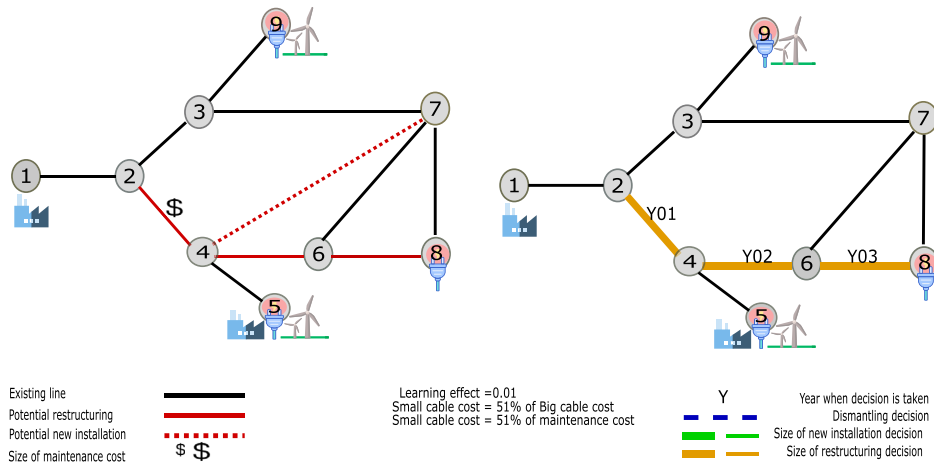 9
9
3
7
3
7
1
2
1
2
$
Y01
4
6
8
4
Y02
6
Y03
8
5
5
Existing line
Potential restructuring
Potential new installation
Size of maintenance cost
$ $
Learning effect =0.01
Small cable cost = 51% of Big cable cost
Small cable cost = 51% of maintenance cost
Y Year when decision is taken
Dismantling decision
Size of new installation decision
Size of restructuring decision